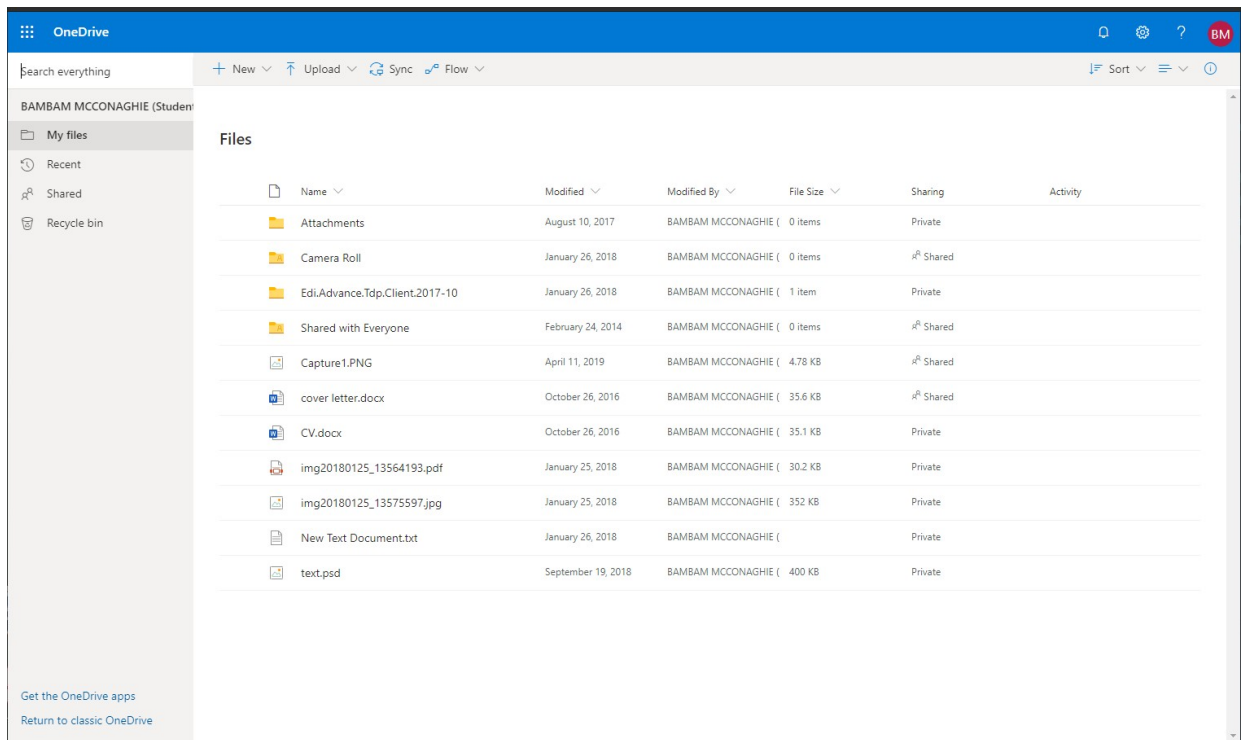 OneDrive BM
Search everything + New Upload Sync Flow Sort
BAMBAM MCCONAGHIE (Student
My files
Recent
Shared
Recycle bin
Files
Name Modified Modified By File Size Sharing Activity
Attachments August 10, 2017 BAMBAM MCCONAGHIE ( 0 items Private
Camera Roll January 26, 2018 BAMBAM MCCONAGHIE ( 0 items Shared
Edi.Advance.Tdp.Client.2017-10 January 26, 2018 BAMBAM MCCONAGHIE ( 1 item Private
Shared with Everyone February 24, 2014 BAMBAM MCCONAGHIE ( 0 items Shared
Capture1.PNG April 11, 2019 BAMBAM MCCONAGHIE ( 4.78 KB Shared
cover letter.docx October 26, 2016 BAMBAM MCCONAGHIE ( 35.6 KB Shared
CV.docx October 26, 2016 BAMBAM MCCONAGHIE ( 35.1 KB Private
img20180125_13564193.pdf January 25, 2018 BAMBAM MCCONAGHIE ( 30.2 KB Private
img20180125_13575597.jpg January 25, 2018 BAMBAM MCCONAGHIE ( 352 KB Private
New Text Document.txt January 26, 2018 BAMBAM MCCONAGHIE ( Private
text.psd September 19, 2018 BAMBAM MCCONAGHIE ( 400 KB Private
Get the OneDrive apps
Return to classic OneDrive